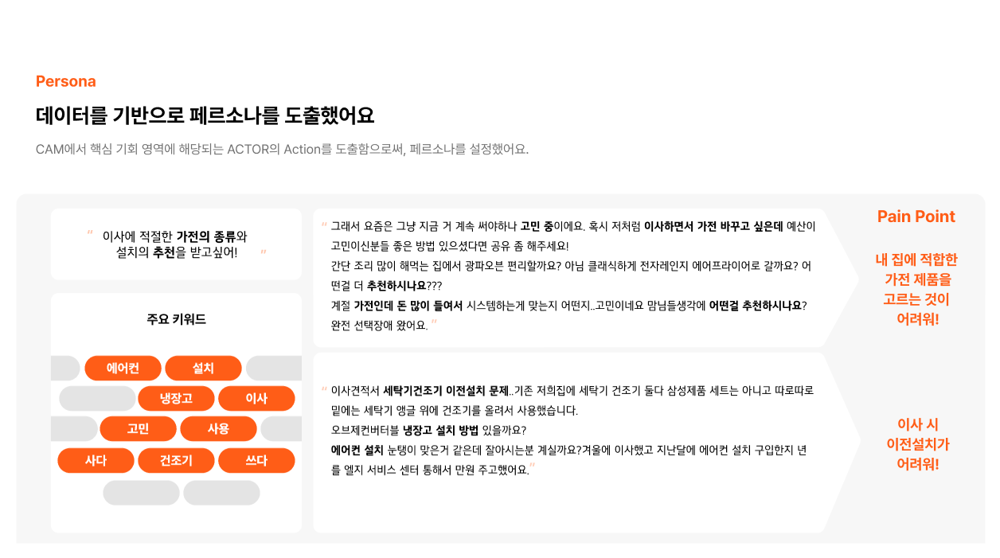 Persona
데이터를 기반으로 페르소나를 도출했어요
CAM에서 핵심 기회 영역에 해당되는 ACTOR의 Action를 도출함으로써, 페르소나를 설정했어요.
“ 이사에 적절한 가전의 종류와
설치의 추천을 받고싶어! ”
주요 키워드
에어컨 설치
냉장고 이사
고민 사용
사다 건조기 쓰다
“ 그래서 요즘은 그냥 지금 거 계속 써야하나 고민 중이에요. 혹시 저처럼 이사하면서 가전 바꾸고 싶은데 예산이
고민이신분들 좋은 방법 있으셨다면 공유 좀 해주세요!
간단 조리 많이 해먹는 집에서 광파오븐 편리할까요? 아님 클래식하게 전자레인지 에어프라이어로 갈까요? 어
떤걸 더 추천하시나요???
계절 가전인데 돈 많이 들여서 시스템하는게 맞는지 어떤지..고민이네요 맘님들생각에 어떤걸 추천하시나요?
완전 선택장애 왔어요. ”
Pain Point
내 집에 적합한
가전 제품을
고르는 것이
어려워!
“ 이사견적서 세탁기건조기 이전설치 문제..기존 저희집에 세탁기 건조기 둘다 삼성제품 세트는 아니고 따로따로
밑에는 세탁기 앵글 위에 건조기를 올려서 사용했습니다.
오브제컨버터블 냉장고 설치 방법 있을까요?
에어컨 설치 눈탱이 맞은거 같은데 잘아시는분 계실까요?겨울에 이사했고 지난달에 에어컨 설치 구입한지 년
를 엘지 서비스 센터 통해서 만원 주고했어요. ”
이사 시
이전설치가
어려워!